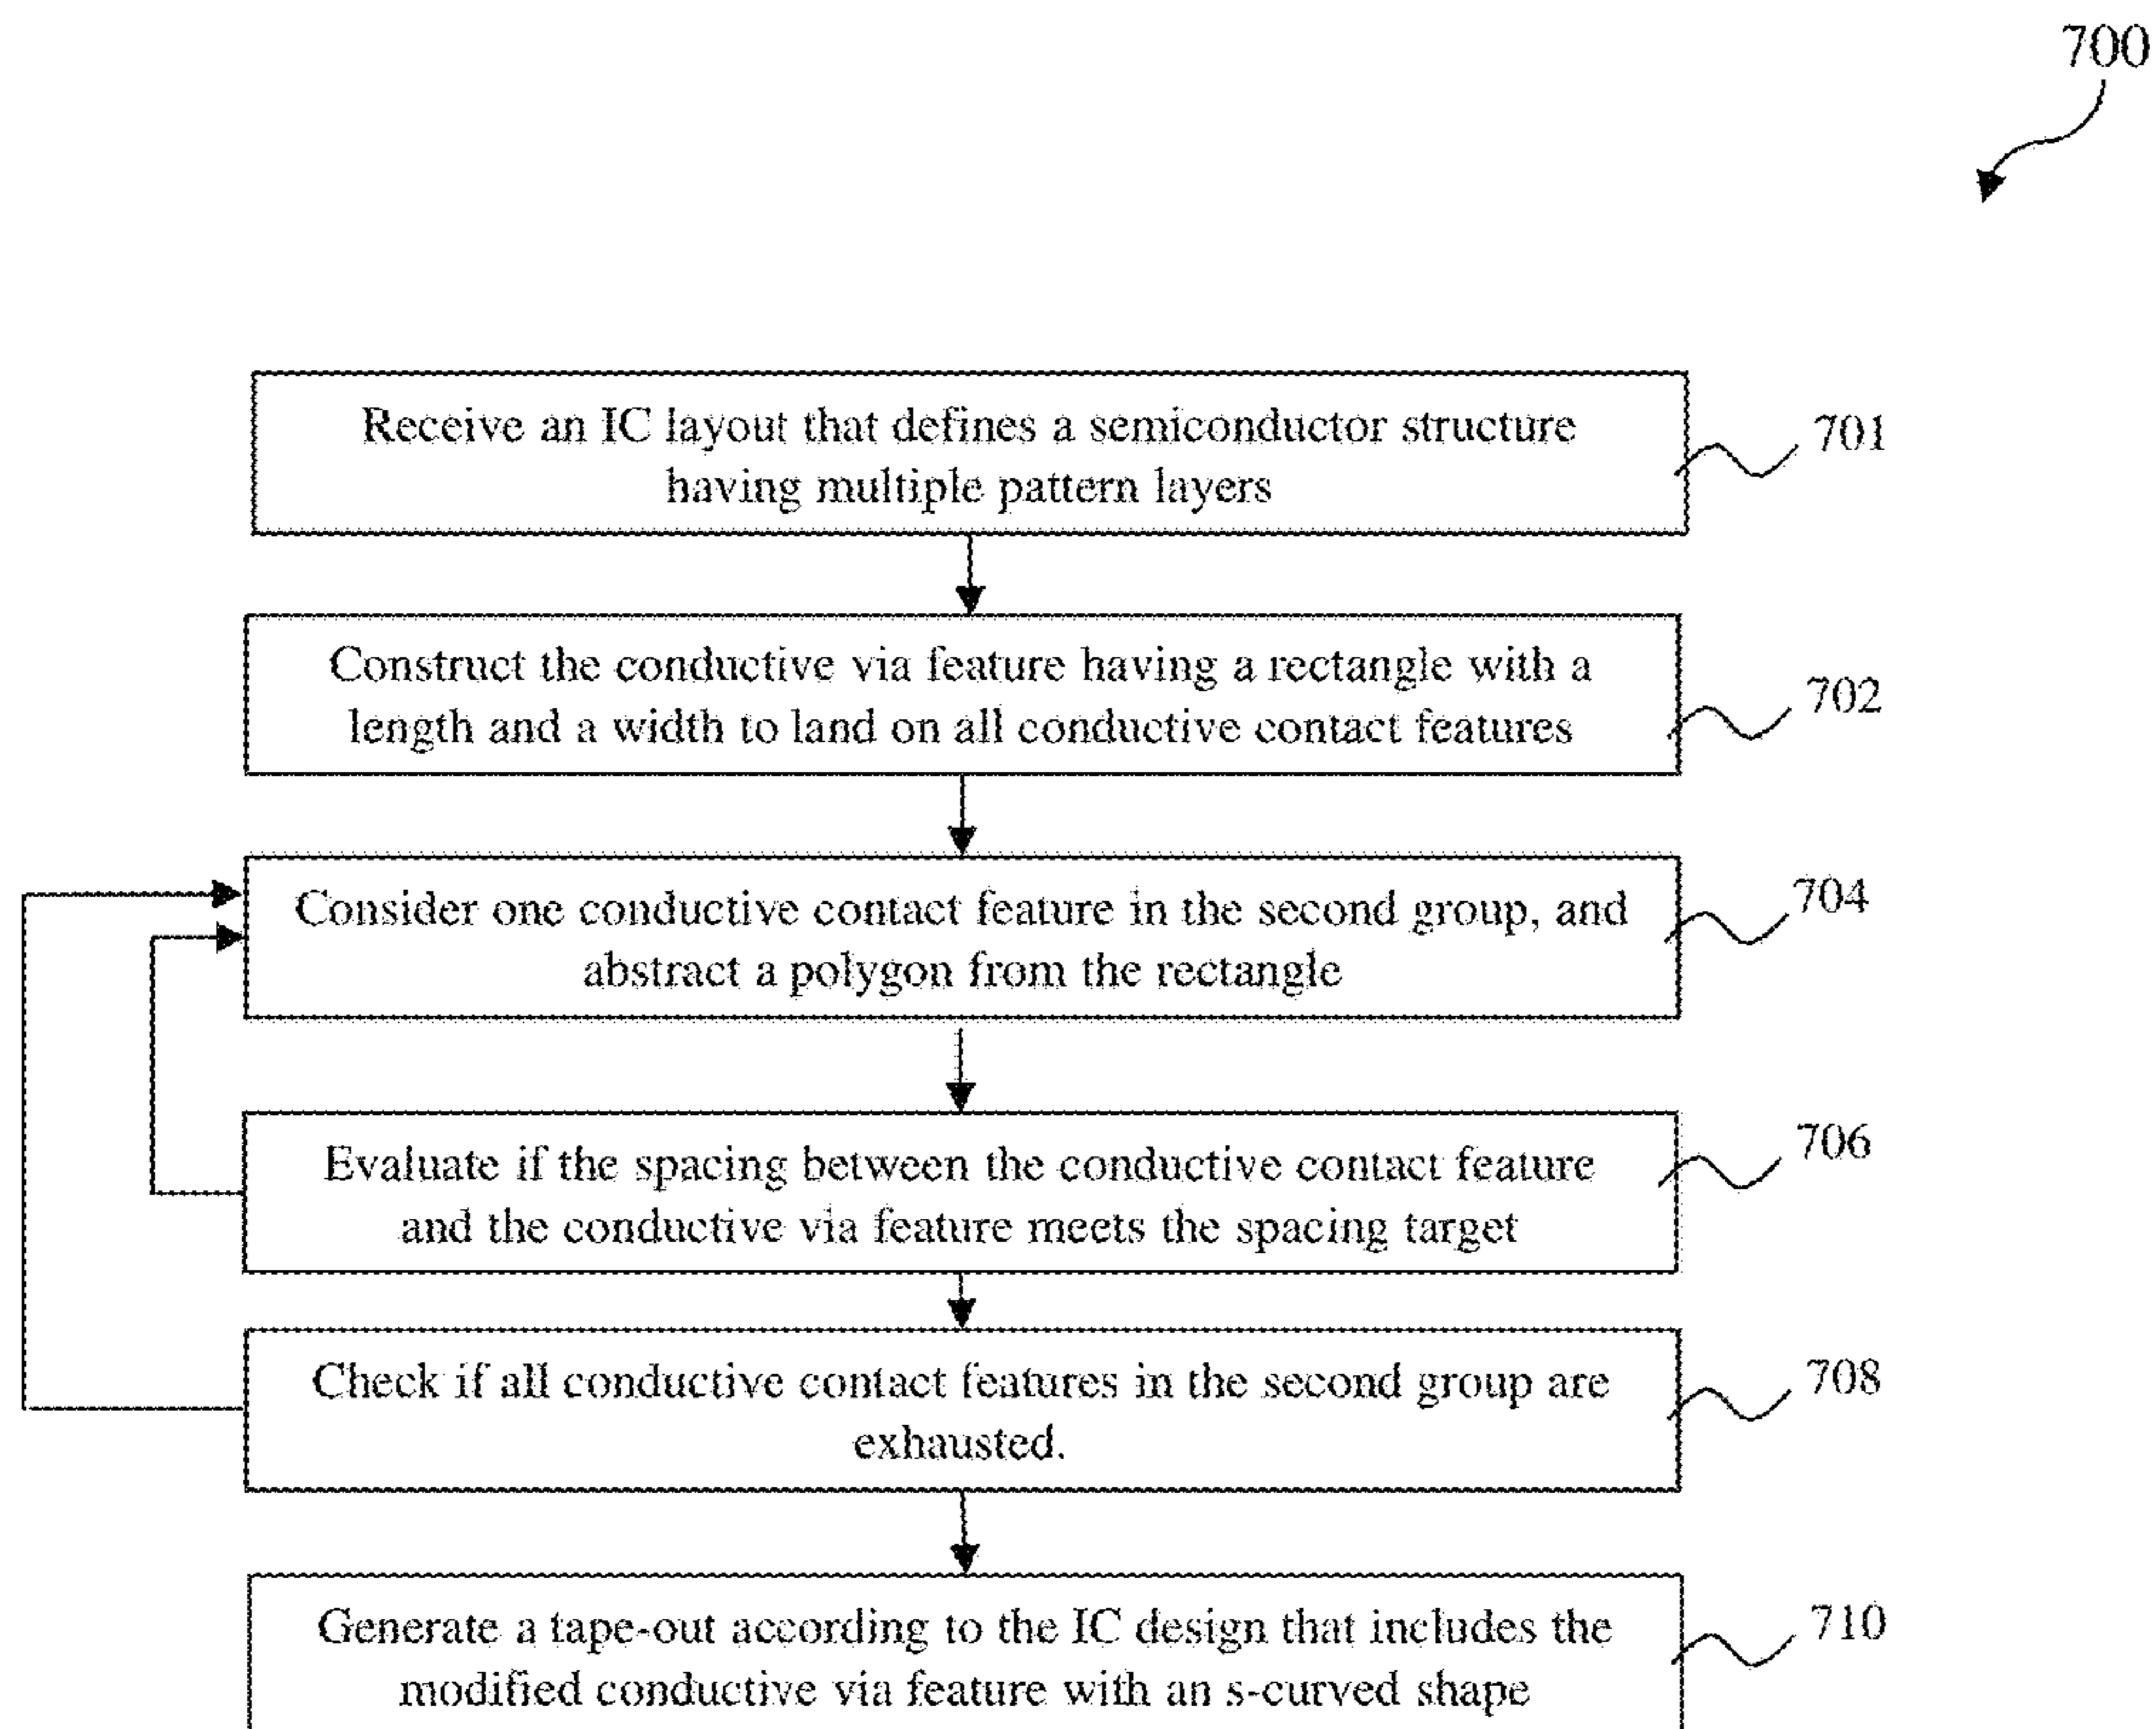 700
Receive an IC layout that defines a semiconductor structure
having multiple pattern layers
701
Construct the conductive via feature having a rectangle with a
length and a width to land on all conductive contact features
702
Consider one conductive contact feature in the second group, and
abstract a polygon from the rectangle
704
Evaluate if the spacing between the conductive contact feature
and the conductive via feature meets the spacing target
706
Check if all conductive contact features in the second group are
exhausted.
708
Generate a tape-out according to the IC design that includes the
modified conductive via feature with an s-curved shape
710